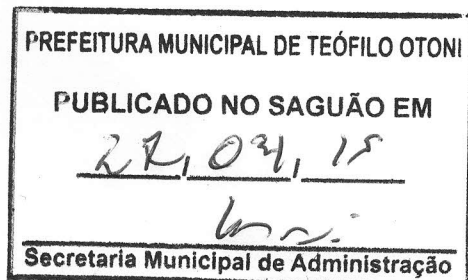 PREFEITURA MUNICIPAL DE TEÓFILO OTONI
PUBLICADO NO SAGUÃO EM
Secretaria Municipal de Administração